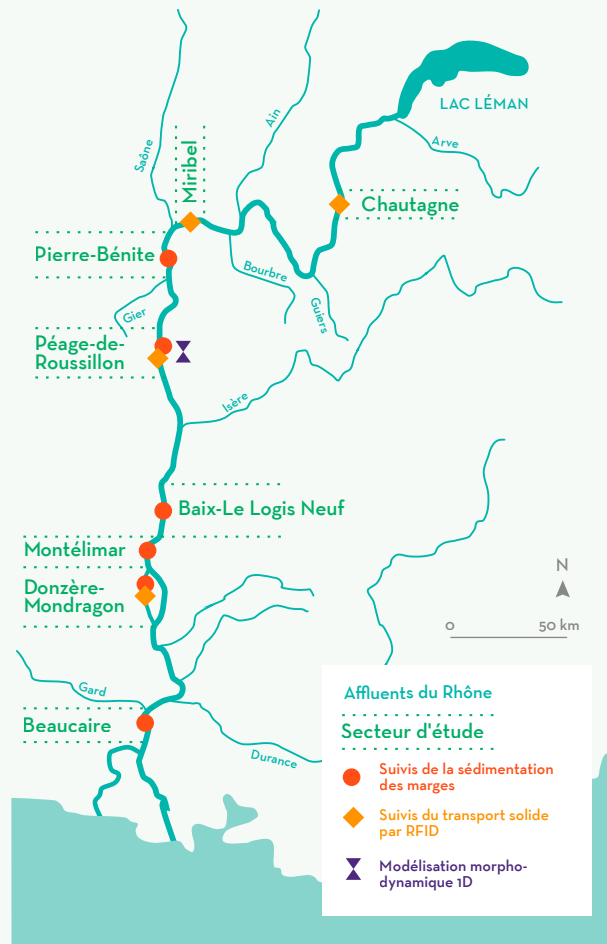 LAC LÉMAN
Arve
Ain
Saône
Miribel
Chautagne
Pierre-Bénite
Bourbre
Guiers
Gier
Péage-de-
Roussillon
Isère
Baix-Le Logis Neuf
Montélimar
Donzère-
Mondragon
N
0 50 km
Gard
Beaucaire
Durance
Affluents du Rhône
Secteur d'étude
Suivis de la sédimentation
des marges
Suivis du transport solide
par RFID
Modélisation morpho-
dynamique 1D